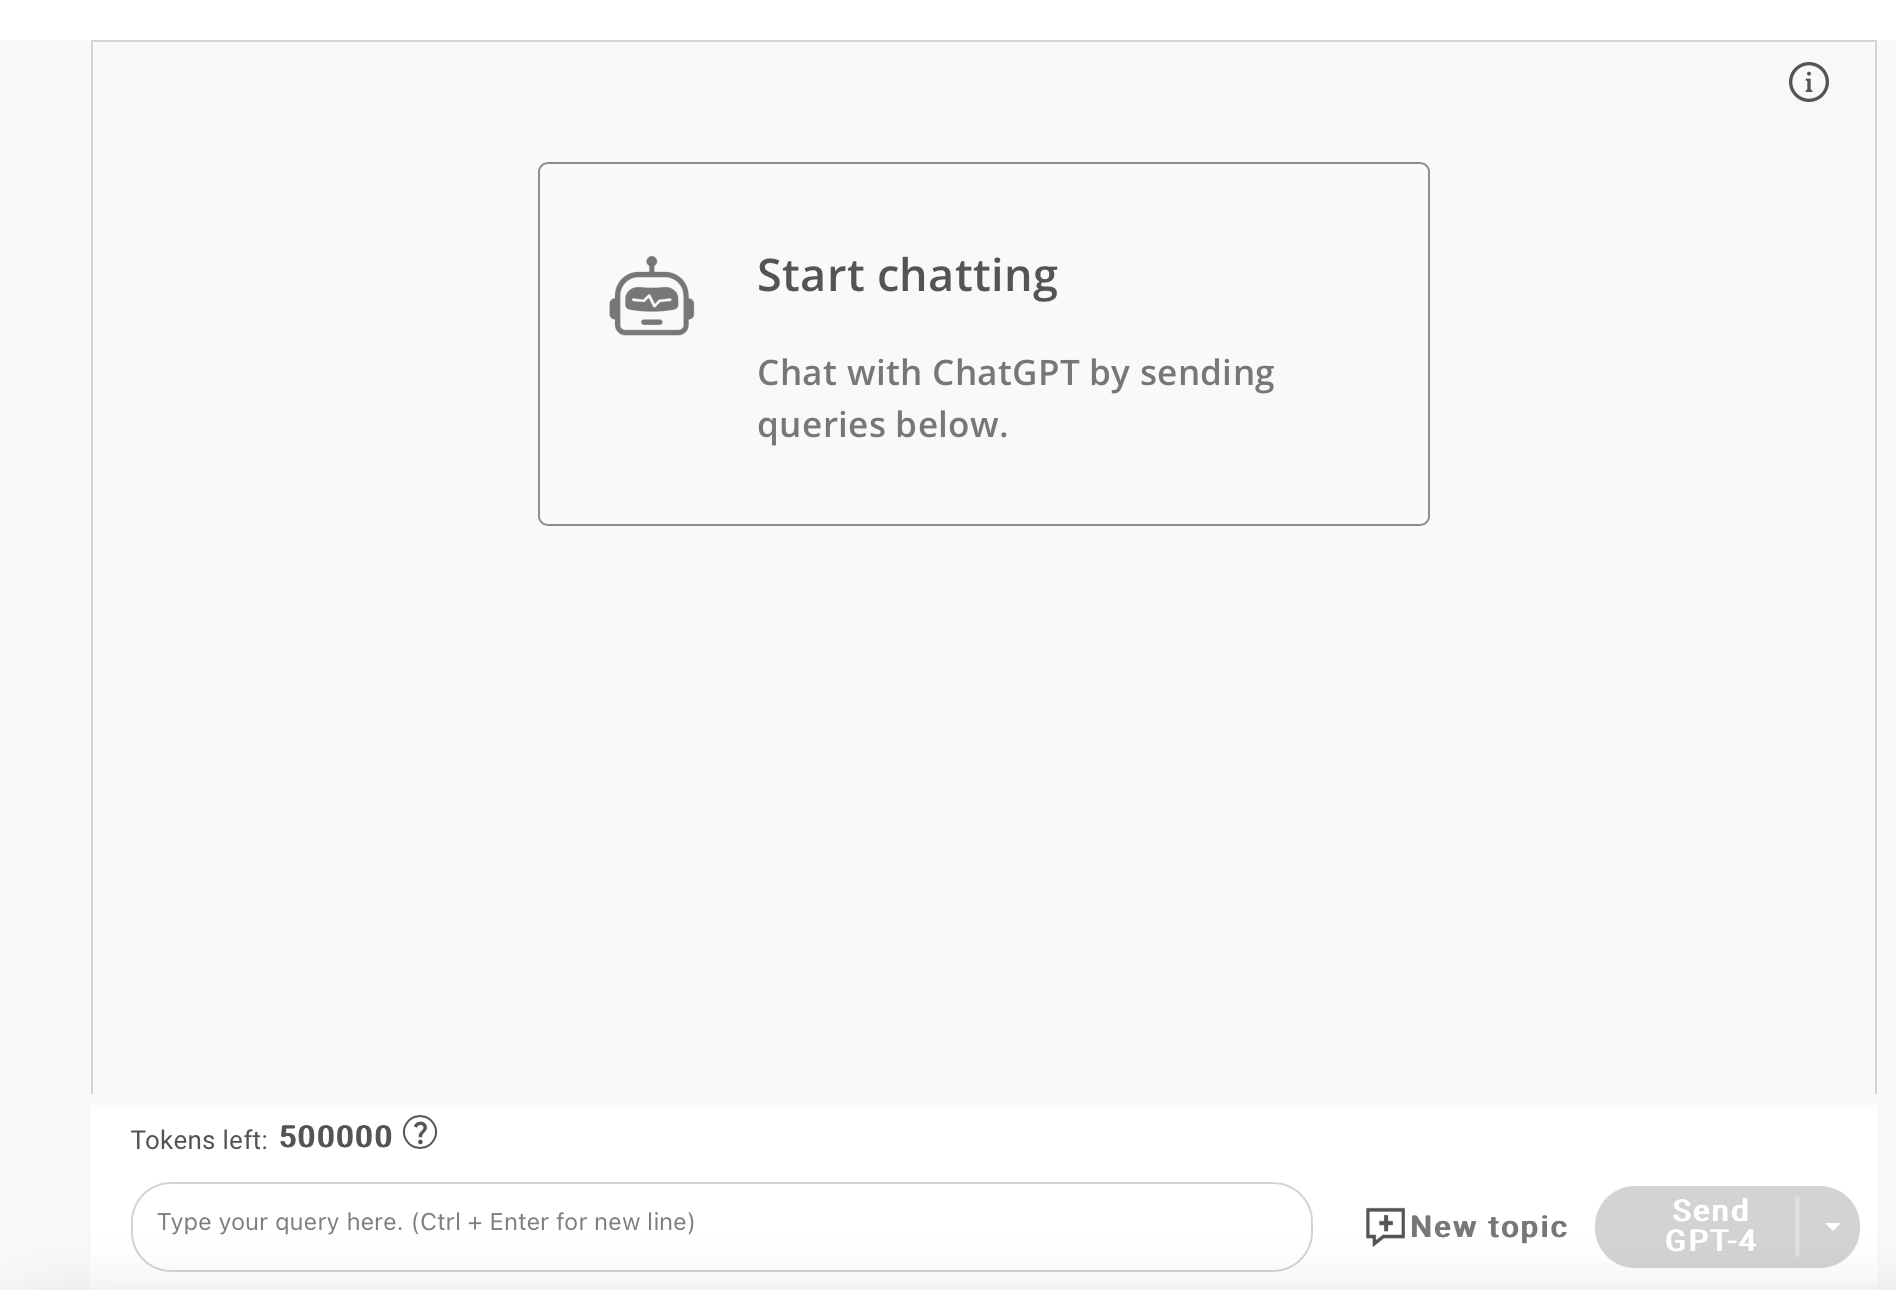 Start chatting
Chat with ChatGPT by sending
queries below.
Tokens left: 500000
Type your query here. (Ctrl + Enter for new line)
New topic
Send
GPT-4